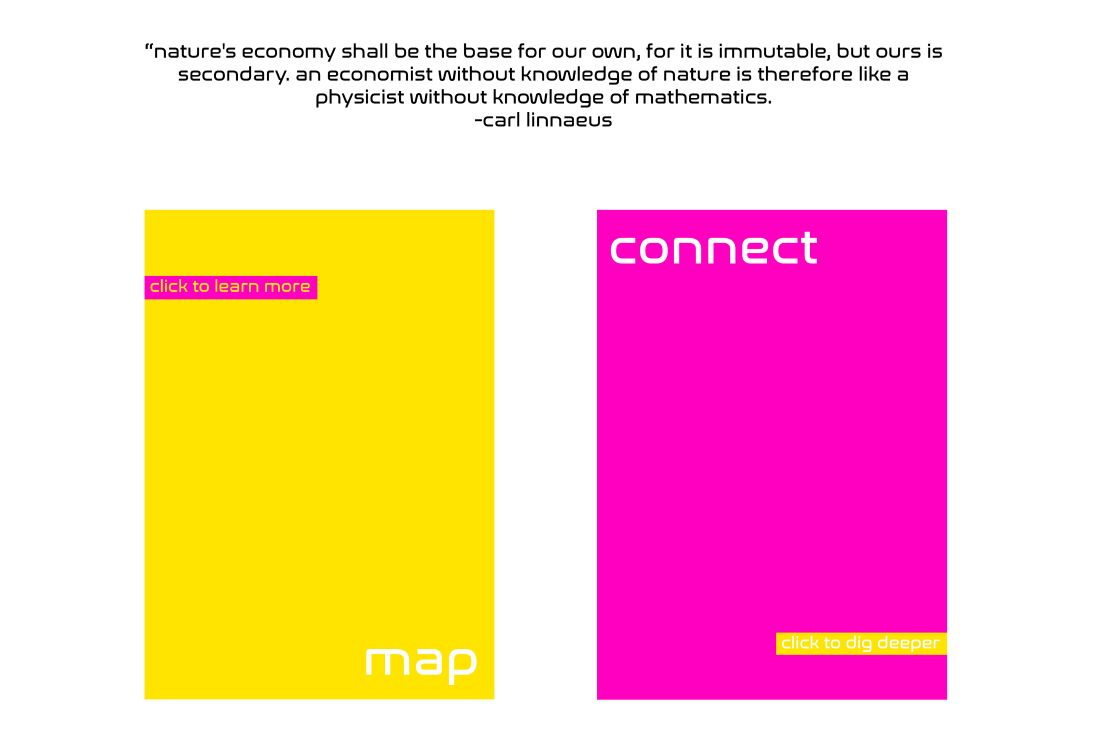 “nature's economy shall be the base for our own, for it is immutable, but ours is
secondary. an economist without knowledge of nature is therefore like a
physicist without knowledge of mathematics.
-carl linnaeus
click to learn more
map
connect
click to dig deeper